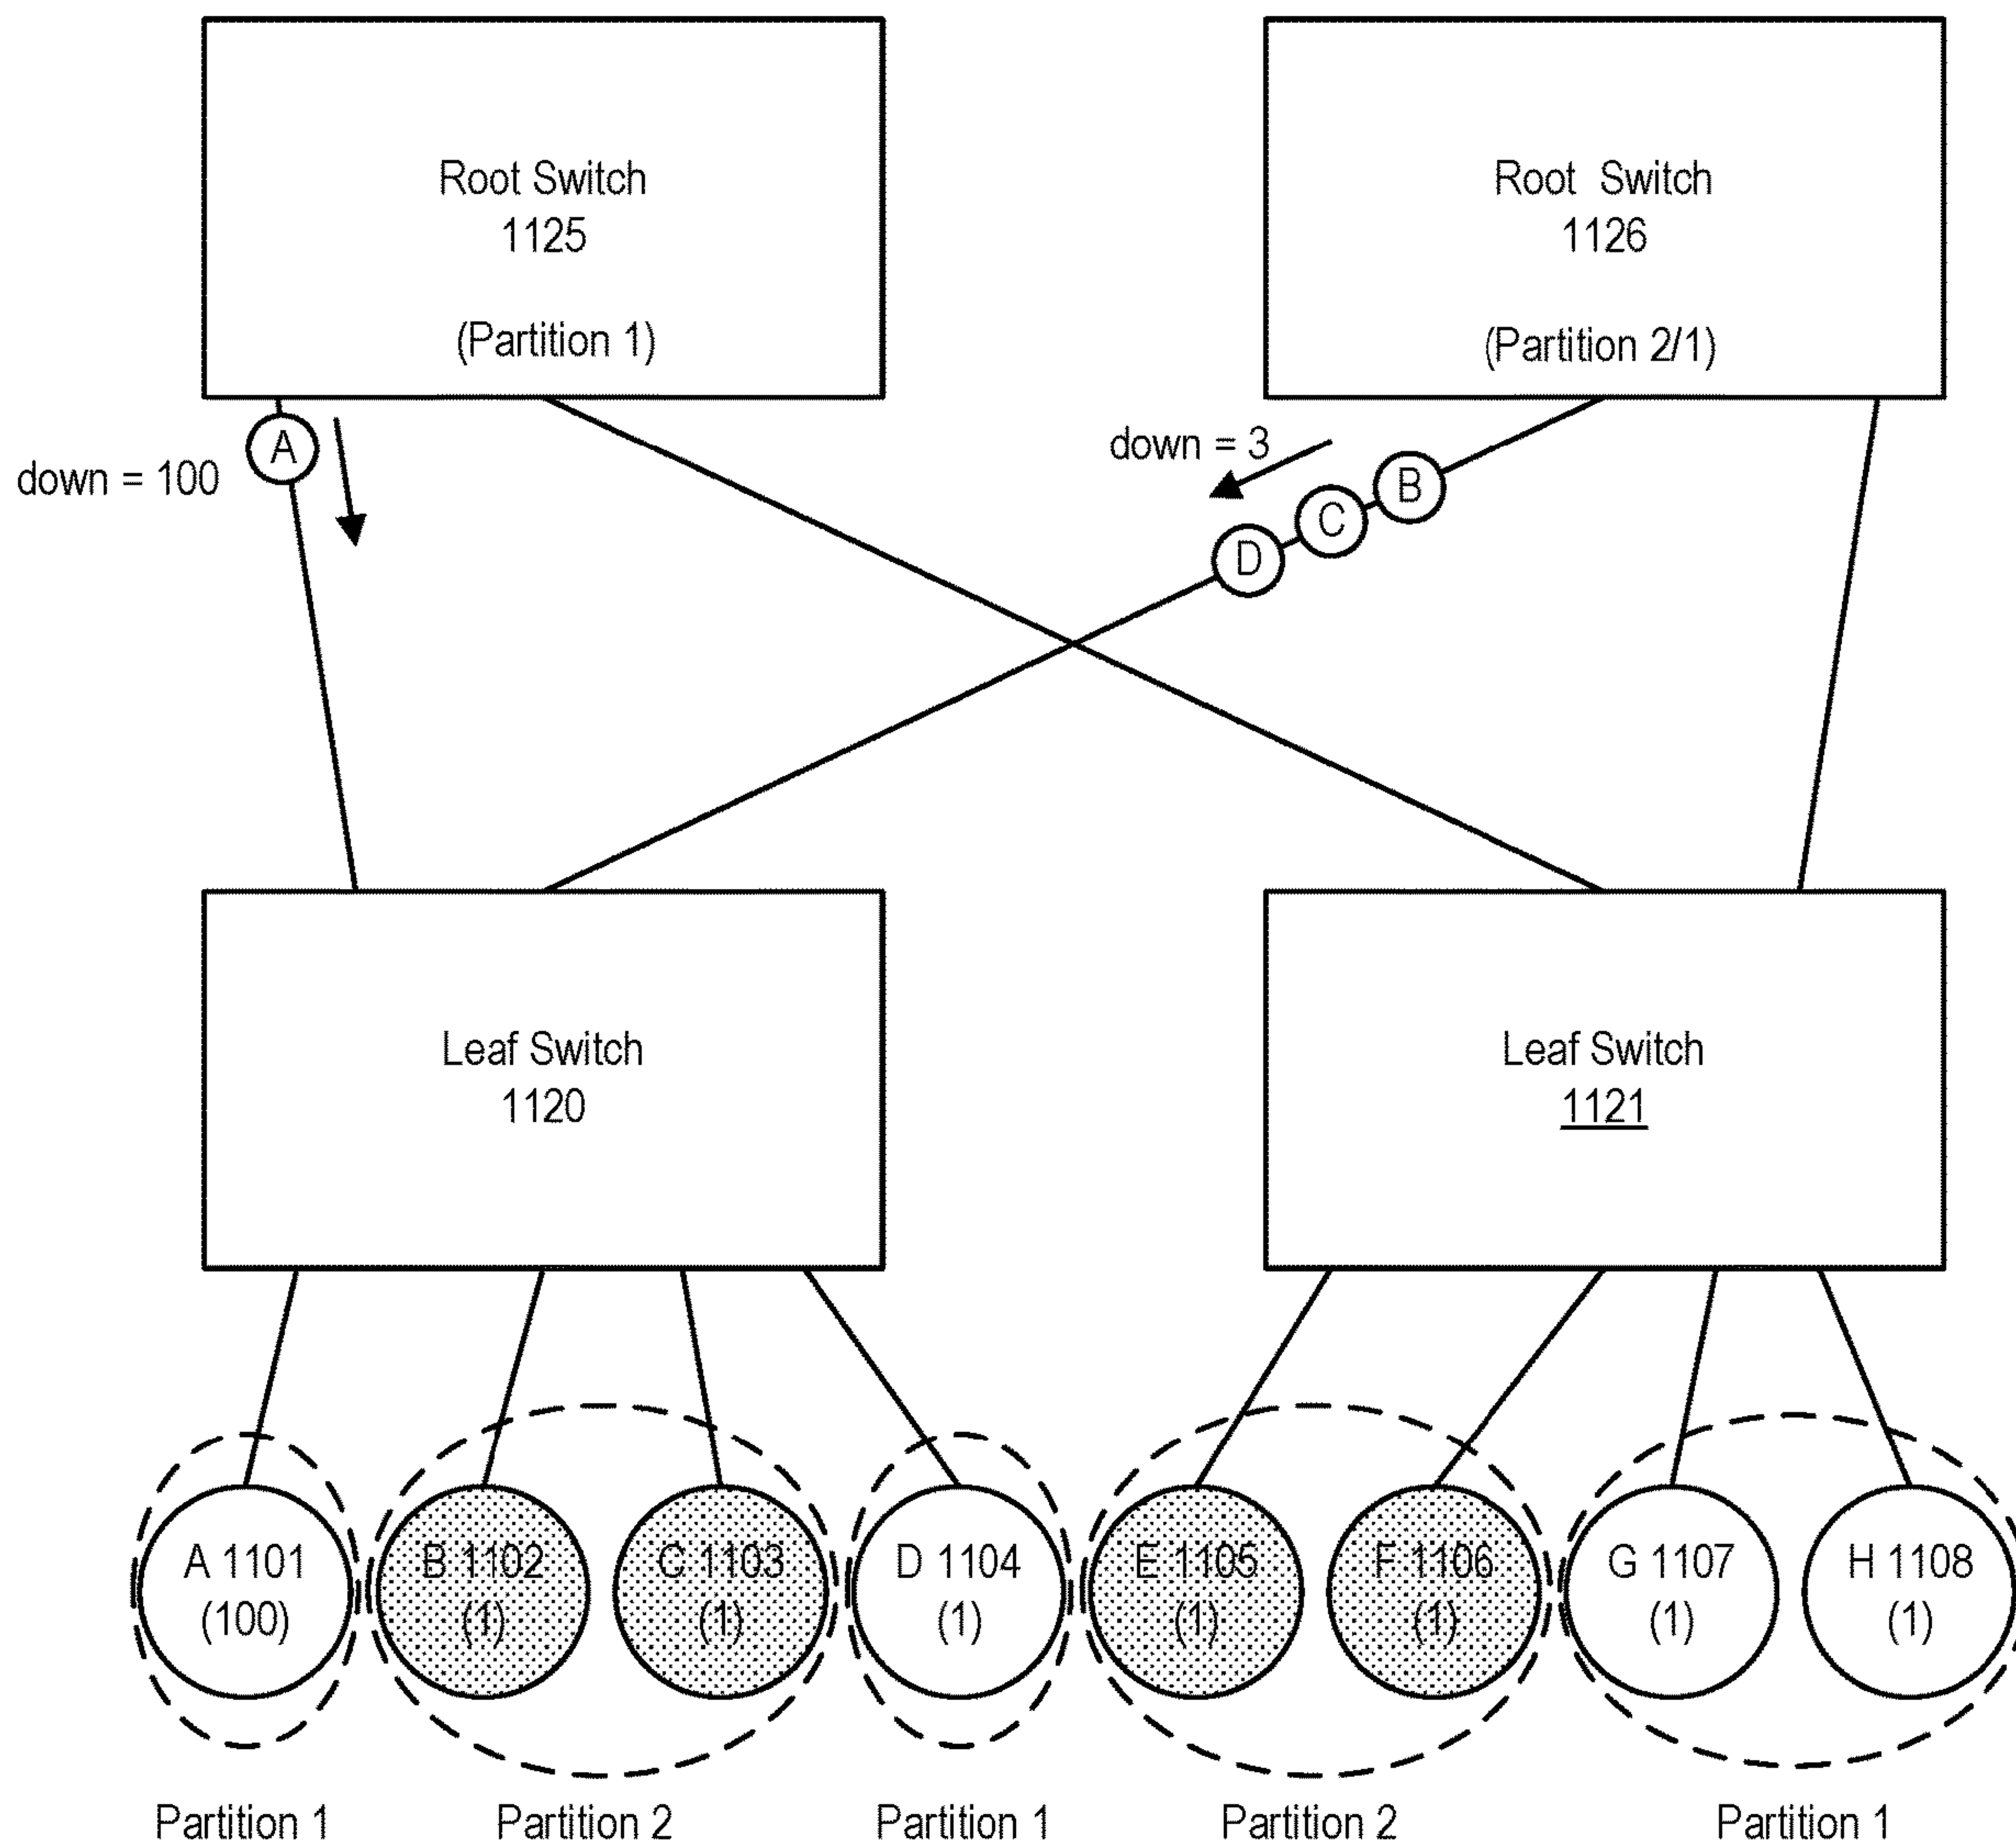 Root Switch
1125
(Partition 1)
Root Switch
1126
(Partition 2/1)
A
down = 100
down = 3
B
C
D
Leaf Switch
1120
Leaf Switch
1121
A 1101
(100)
B 1102
(1)
C 1103
(1)
D 1104
(1)
E 1105
(1)
F 1106
(1)
G 1107
(1)
H 1108
(1)
Partition 1
Partition 2
Partition 1
Partition 2
Partition 1